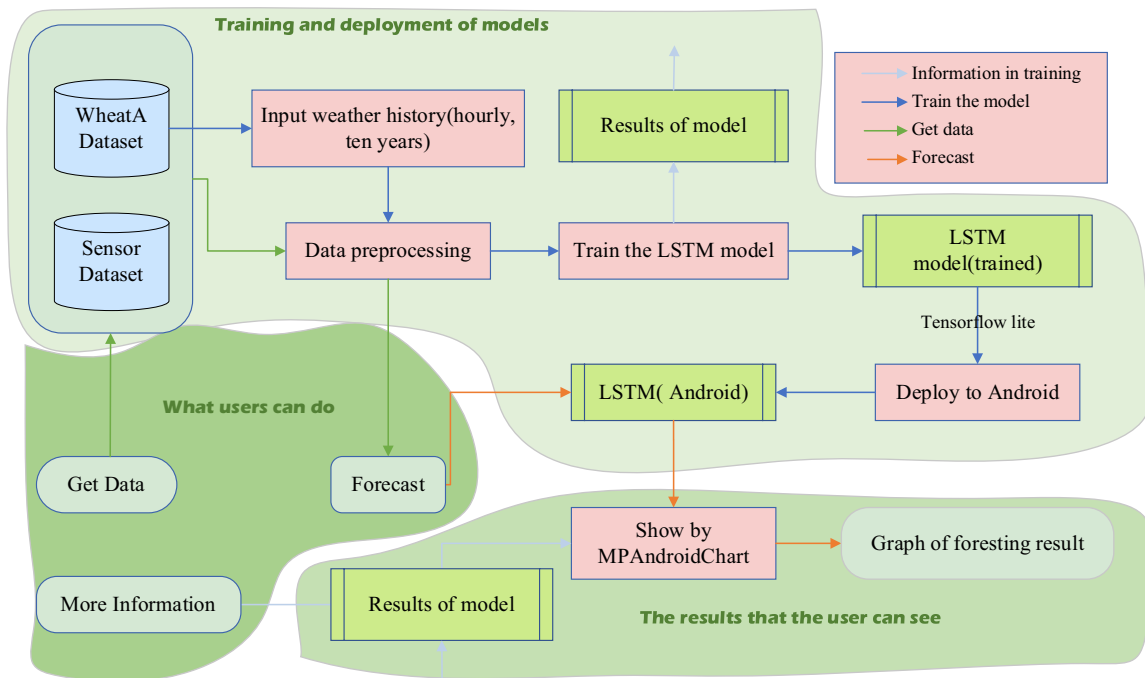 Training and deployment of models
WheatA
Dataset
Sensor
Dataset
Input weather history(hourly,
ten years)
Results of model
Information in training
Train the model
Get data
Forecast
Data preprocessing
Train the LSTM model
LSTM
model(trained)
Tensorflow lite
LSTM( Android)
Deploy to Android
What users can do
Get Data
Forecast
Show by
MPAndroidChart
Graph of foresting result
More Information
Results of model
The results that the user can see